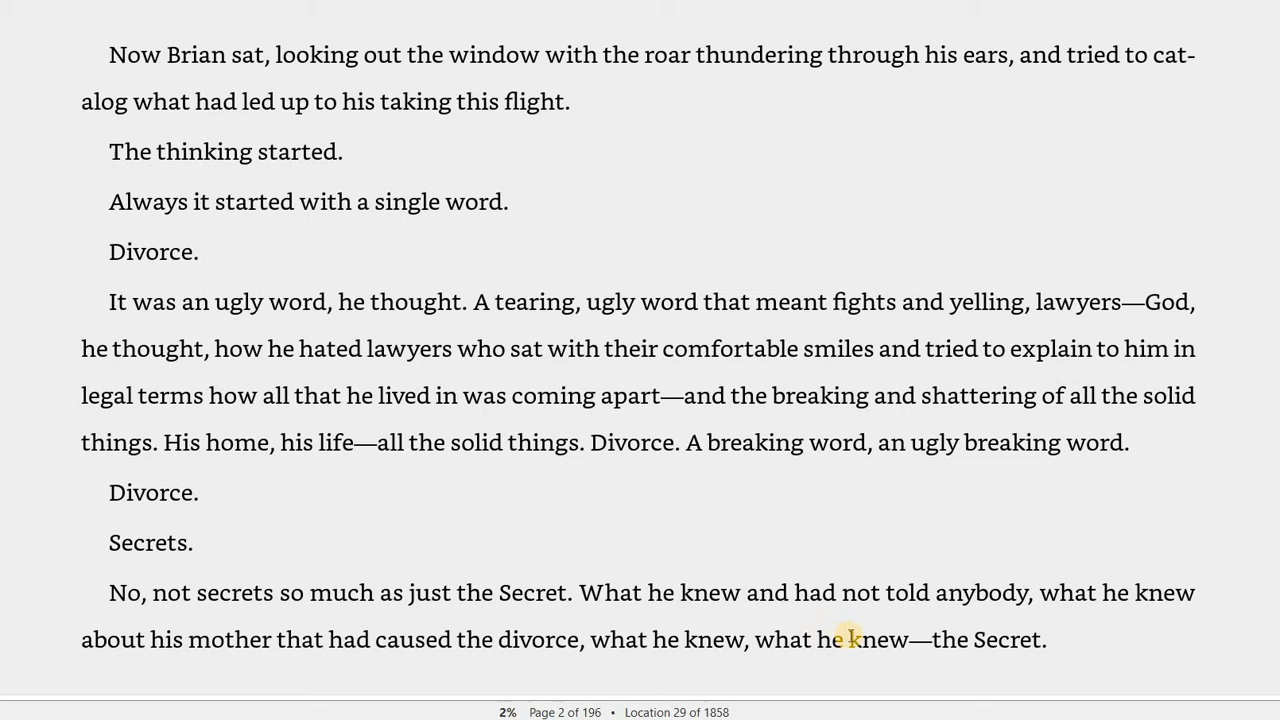 Now Brian sat, looking out the window with the roar thundering through his ears, and tried to cat-
alog what had led up to his taking this flight.
The thinking started.
Always it started with a single word.
Divorce.
It was an ugly word, he thought. A tearing, ugly word that meant fights and yelling, lawyers—God,
he thought, how he hated lawyers who sat with their comfortable smiles and tried to explain to him in
legal terms how all that he lived in was coming apart—and the breaking and shattering of all the solid
things. His home, his life—all the solid things. Divorce. A breaking word, an ugly breaking word.
Divorce.
Secrets.
No, not secrets so much as just the Secret. What he knew and had not told anybody, what he knew
about his mother that had caused the divorce, what he knew, what he knew—the Secret.
2% Page 2 of 196 • Location 29 of 1858